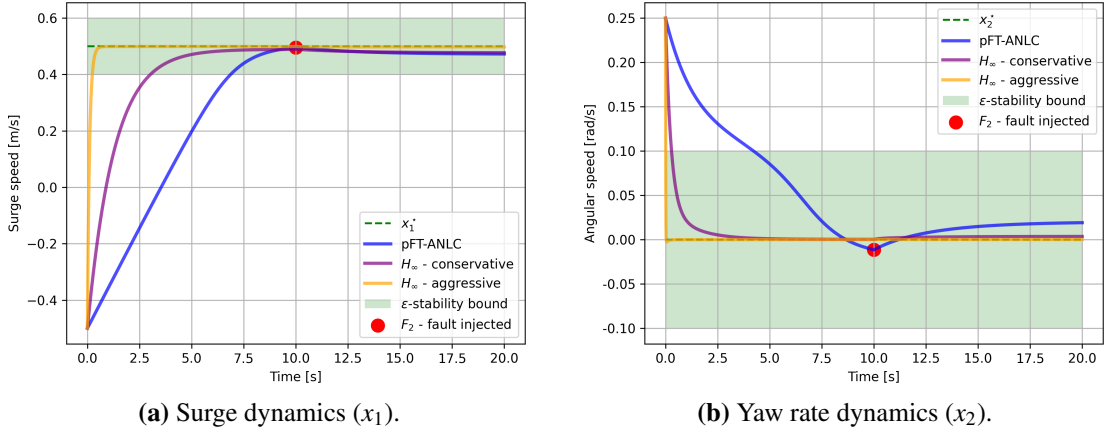 0.6
0.4
0.2
0.0
−0.2
−0.4
Surge speed [m/s]
x₁*
pFT-ANLC
H∞ - conservative
H∞ - aggressive
ε-stability bound
F₂ - fault injected
0.0 2.5 5.0 7.5 10.0 12.5 15.0 17.5 20.0
Time [s]
(a) Surge dynamics (x₁).
0.25
0.20
0.15
0.10
0.05
0.00
-0.05
-0.10
Angular speed [rad/s]
x₂*
pFT-ANLC
H∞ - conservative
H∞ - aggressive
ε-stability bound
F₂ - fault injected
0.0 2.5 5.0 7.5 10.0 12.5 15.0 17.5 20.0
Time [s]
(b) Yaw rate dynamics (x₂).